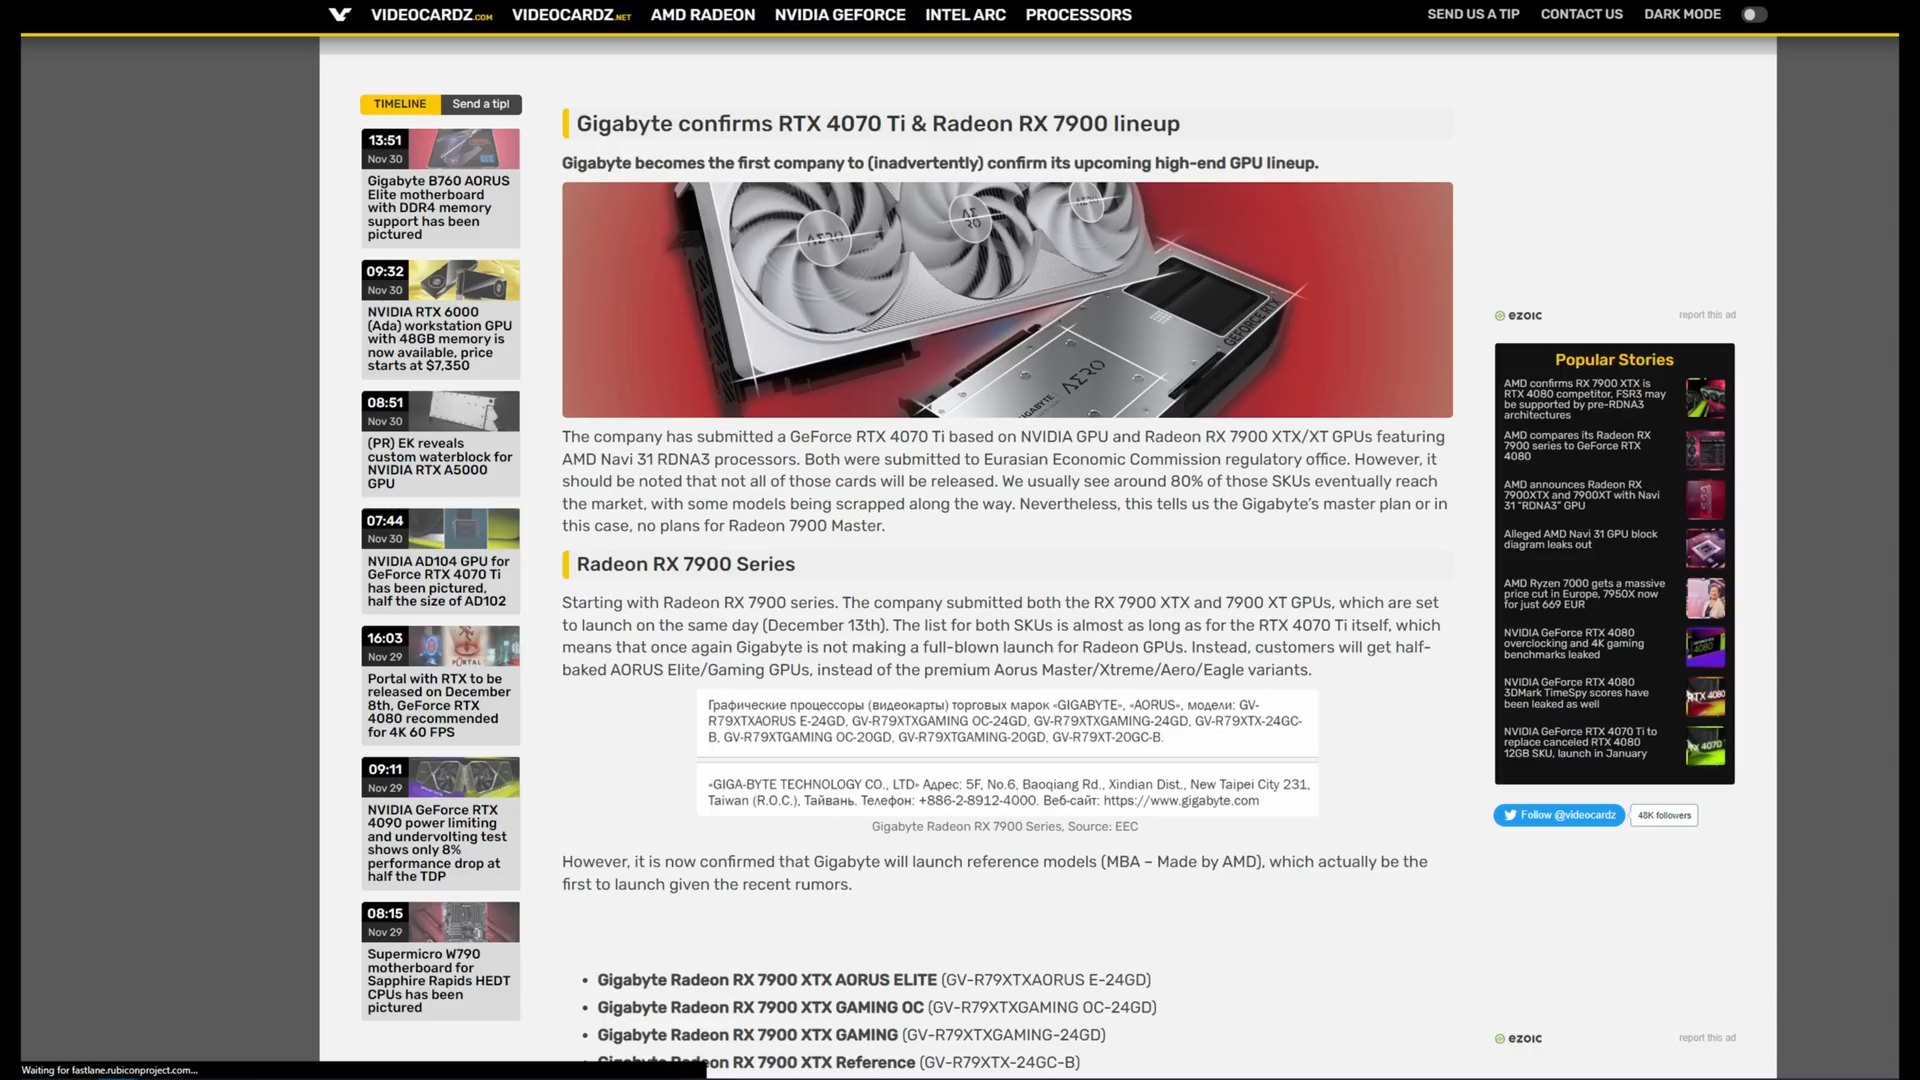 VIDEOCARDZ.COM VIDEOCARDZ.NET AMD RADEON NVIDIA GEFORCE INTEL ARC PROCESSORS SEND US A TIP CONTACT US DARK MODE
TIMELINE Send a tip!
13:51
Nov 30
Gigabyte B760 AORUS
Elite motherboard
with DDR4 memory
support has been
pictured
09:32
Nov 30
NVIDIA RTX 6000
(Ada) workstation GPU
with 48GB memory is
now available, price
starts at $7,350
08:51
Nov 30
(PR) EK reveals
custom waterblock for
NVIDIA RTX A5000
GPU
07:44
Nov 30
NVIDIA AD104 GPU for
GeForce RTX 4070 Ti
has been pictured,
half the size of AD102
16:03
Nov 29
PORTAL
Portal with RTX to be
released on December
8th, GeForce RTX
4080 recommended
for 4K 60 FPS
09:11
Nov 29
NVIDIA GeForce RTX
4090 power limiting
and undervolting test
shows only 8%
performance drop at
half the TDP
08:15
Nov 29
Supermicro W790
motherboard for
Sapphire Rapids HEDT
CPUs has been
pictured
Gigabyte confirms RTX 4070 Ti & Radeon RX 7900 lineup
Gigabyte becomes the first company to (inadvertently) confirm its upcoming high-end GPU lineup.
AERO
AERO
AERO
GEFORCE RTX
AERO
GIGABYTE
The company has submitted a GeForce RTX 4070 Ti based on NVIDIA GPU and Radeon RX 7900 XTX/XT GPUs featuring
AMD Navi 31 RDNA3 processors. Both were submitted to Eurasian Economic Commission regulatory office. However, it
should be noted that not all of those cards will be released. We usually see around 80% of those SKUs eventually reach
the market, with some models being scrapped along the way. Nevertheless, this tells us the Gigabyte's master plan or in
this case, no plans for Radeon 7900 Master.
Radeon RX 7900 Series
Starting with Radeon RX 7900 series. The company submitted both the RX 7900 XTX and 7900 XT GPUs, which are set
to launch on the same day (December 13th). The list for both SKUs is almost as long as for the RTX 4070 Ti itself, which
means that once again Gigabyte is not making a full-blown launch for Radeon GPUs. Instead, customers will get half-
baked AORUS Elite/Gaming GPUs, instead of the premium Aorus Master/Xtreme/Aero/Eagle variants.
Графические процессоры (видеокарты) торговых марок «GIGABYTE», «AORUS», модели: GV-
R79XTXAORUS E-24GD, GV-R79XTXGAMING OC-24GD, GV-R79XTXGAMING-24GD, GV-R79XTX-24GC-
B, GV-R79XTGAMING OC-20GD, GV-R79XTGAMING-20GD, GV-R79XT-20GC-B.
«GIGA-BYTE TECHNOLOGY CO., LTD» Адрес: 5F, No.6, Baoqiang Rd., Xindian Dist., New Taipei City 231,
Taiwan (R.O.C.), Тайвань. Телефон: +886-2-8912-4000. Веб-сайт: https://www.gigabyte.com
Gigabyte Radeon RX 7900 Series, Source: EEC
However, it is now confirmed that Gigabyte will launch reference models (MBA – Made by AMD), which actually be the
first to launch given the recent rumors.
• Gigabyte Radeon RX 7900 XTX AORUS ELITE (GV-R79XTXAORUS E-24GD)
• Gigabyte Radeon RX 7900 XTX GAMING OC (GV-R79XTXGAMING OC-24GD)
• Gigabyte Radeon RX 7900 XTX GAMING (GV-R79XTXGAMING-24GD)
• Gigabyte Radeon RX 7900 XTX Reference (GV-R79XTX-24GC-B)
ezoic report this ad
Popular Stories
AMD confirms RX 7900 XTX is
RTX 4080 competitor, FSR3 may
be supported by pre-RDNA3
architectures
AMD compares its Radeon RX
7900 series to GeForce RTX
4080
AMD announces Radeon RX
7900XTX and 7900XT with Navi
31 "RDNA3" GPU
Alleged AMD Navi 31 GPU block
diagram leaks out
AMD Ryzen 7000 gets a massive
price cut in Europe, 7950X now
for just 669 EUR
NVIDIA GeForce RTX 4080
overclocking and 4K gaming
benchmarks leaked
4080
NVIDIA GeForce RTX 4080
3DMark TimeSpy scores have
been leaked as well
RTX 4080
NVIDIA GeForce RTX 4070 Ti to
replace canceled RTX 4080
12GB SKU, launch in January
RTX 4070
Follow @videocardz 48K followers
ezoic report this ad
Waiting for fastlane.rubiconproject.com...